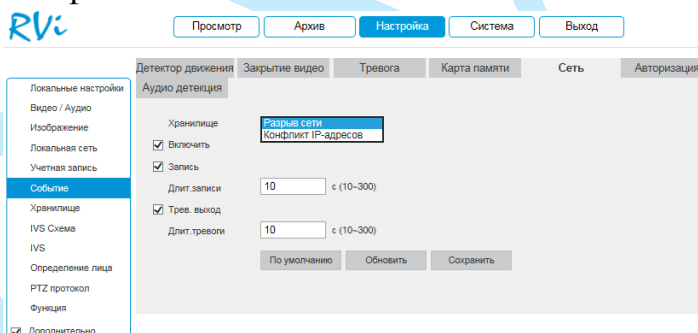 RVi
Просмотр Архив Настройка Система Выход
Детектор движения Закрытие видео Тревога Карта памяти Сеть Авторизация
Аудио детекция
Локальные настройки
Видео / Аудио
Изображение
Локальная сеть
Учетная запись
Событие
Хранилище
IVS Схема
IVS
Определение лица
PTZ протокол
Функция
Дополнительно
Хранилище Разрыв сети
Конфликт IP-адресов
Включить
Запись
Длит.записи 10 с (10~300)
Трев. выход
Длит.тревоги 10 с (10~300)
По умолчанию Обновить Сохранить